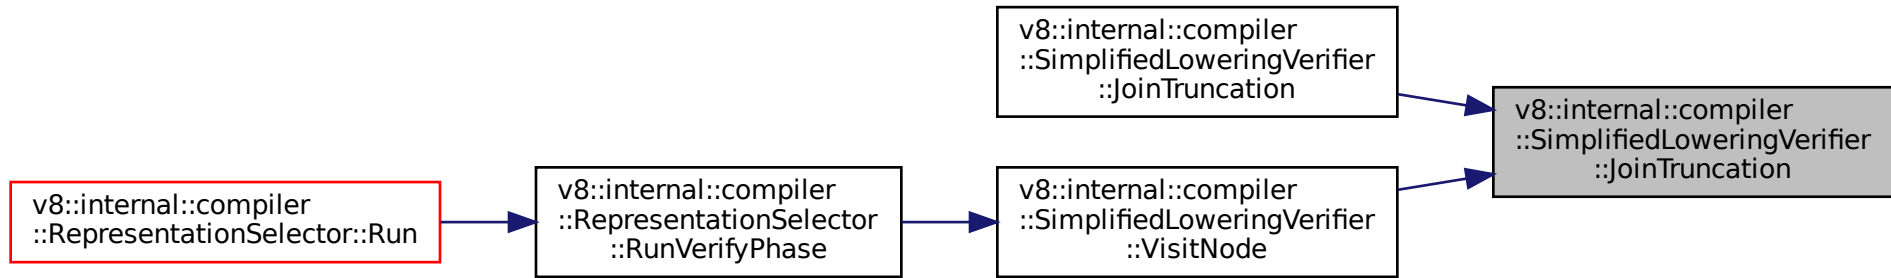 v8::internal::compiler
::SimplifiedLoweringVerifier
::JoinTruncation
v8::internal::compiler
::SimplifiedLoweringVerifier
::JoinTruncation
v8::internal::compiler
::RepresentationSelector::Run
v8::internal::compiler
::RepresentationSelector
::RunVerifyPhase
v8::internal::compiler
::SimplifiedLoweringVerifier
::VisitNode